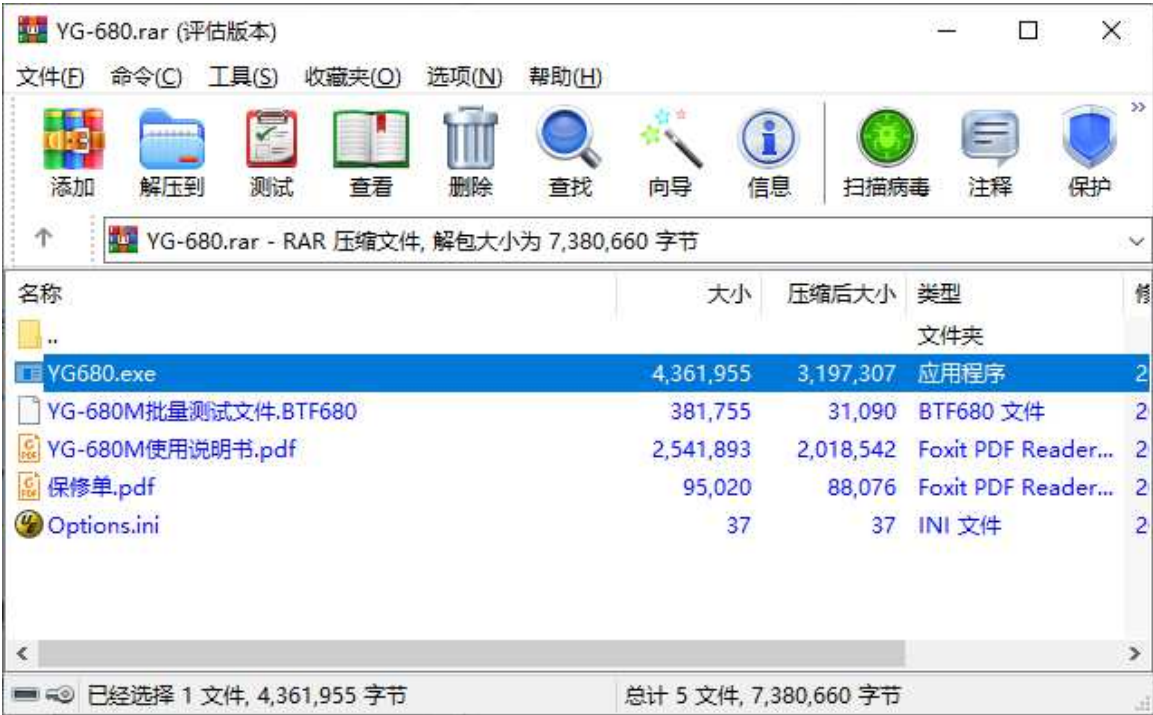 YG-680.rar (评估版本)
文件(F) 命令(C) 工具(S) 收藏夹(O) 选项(N) 帮助(H)
添加 解压到 测试 查看 删除 查找 向导 信息 扫描病毒 注释 保护
YG-680.rar - RAR 压缩文件, 解包大小为 7,380,660 字节
名称 大小 压缩后大小 类型
.. 文件夹
YG680.exe 4,361,955 3,197,307 应用程序 2
YG-680M批量测试文件.BTF680 381,755 31,090 BTF680 文件 2
YG-680M使用说明书.pdf 2,541,893 2,018,542 Foxit PDF Reader... 2
保修单.pdf 95,020 88,076 Foxit PDF Reader... 2
Options.ini 37 37 INI 文件 2
已经选择 1 文件, 4,361,955 字节 总计 5 文件, 7,380,660 字节